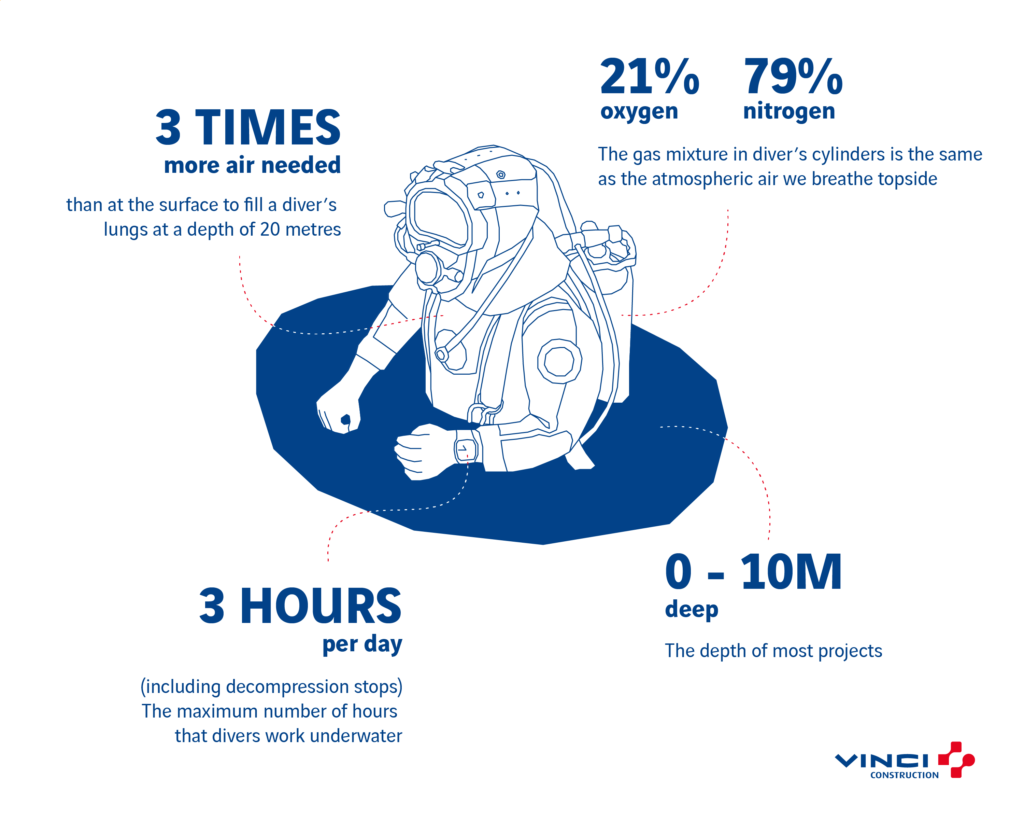 3 TIMES
more air needed
than at the surface to fill a diver's
lungs at a depth of 20 metres
21%
oxygen
79%
nitrogen
The gas mixture in diver's cylinders is the same
as the atmospheric air we breathe topside
3 HOURS
per day
(including decompression stops)
The maximum number of hours
that divers work underwater
0 - 10M
deep
The depth of most projects
VINCI
CONSTRUCTION